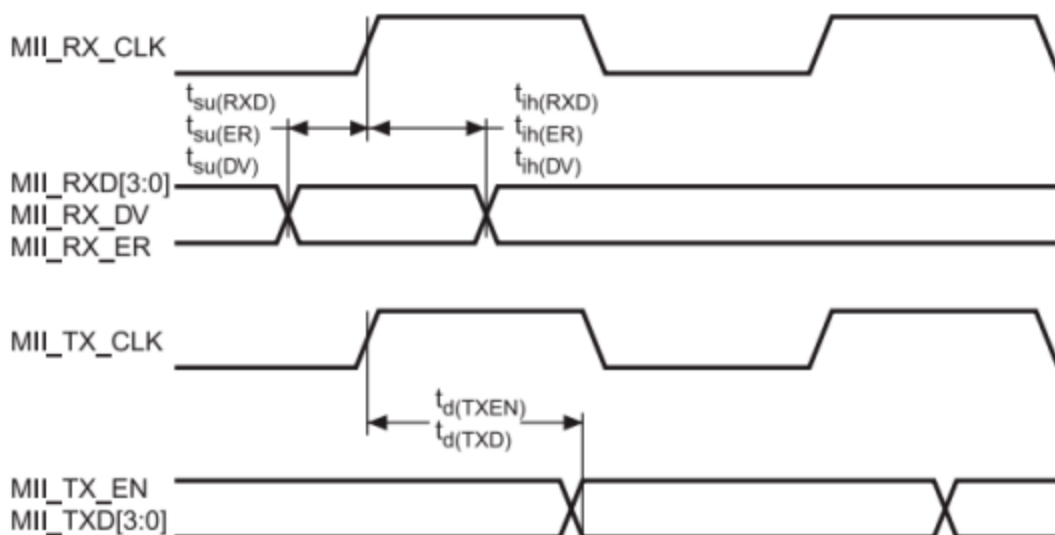 MII_RX_CLK
tsu(RXD)
tsu(ER)
tsu(DV)
tih(RXD)
tih(ER)
tih(DV)
MII_RXD[3:0]
MII_RX_DV
MII_RX_ER
MII_TX_CLK
td(TXEN)
td(TXD)
MII_TX_EN
MII_TXD[3:0]